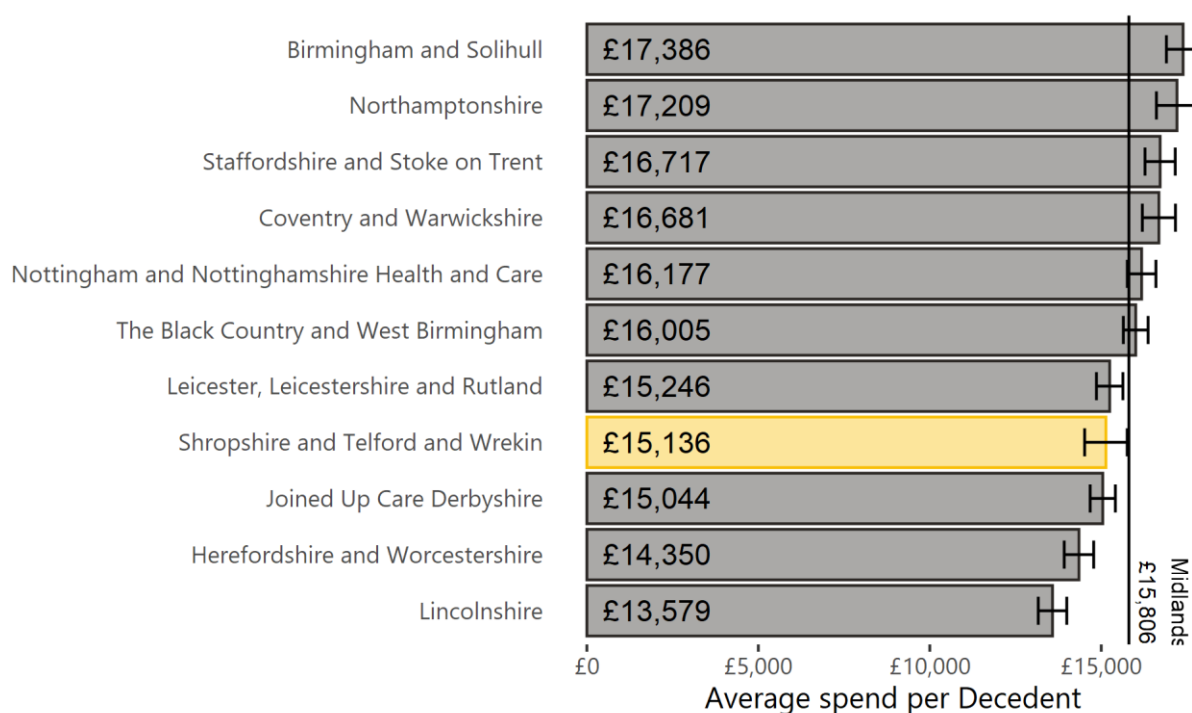 Birmingham and Solihull £17,386
Northamptonshire £17,209
Staffordshire and Stoke on Trent £16,717
Coventry and Warwickshire £16,681
Nottingham and Nottinghamshire Health and Care £16,177
The Black Country and West Birmingham £16,005
Leicester, Leicestershire and Rutland £15,246
Shropshire and Telford and Wrekin £15,136
Joined Up Care Derbyshire £15,044
Herefordshire and Worcestershire £14,350
Lincolnshire £13,579
Midlands
£15,806
£0 £5,000 £10,000 £15,000
Average spend per Decedent